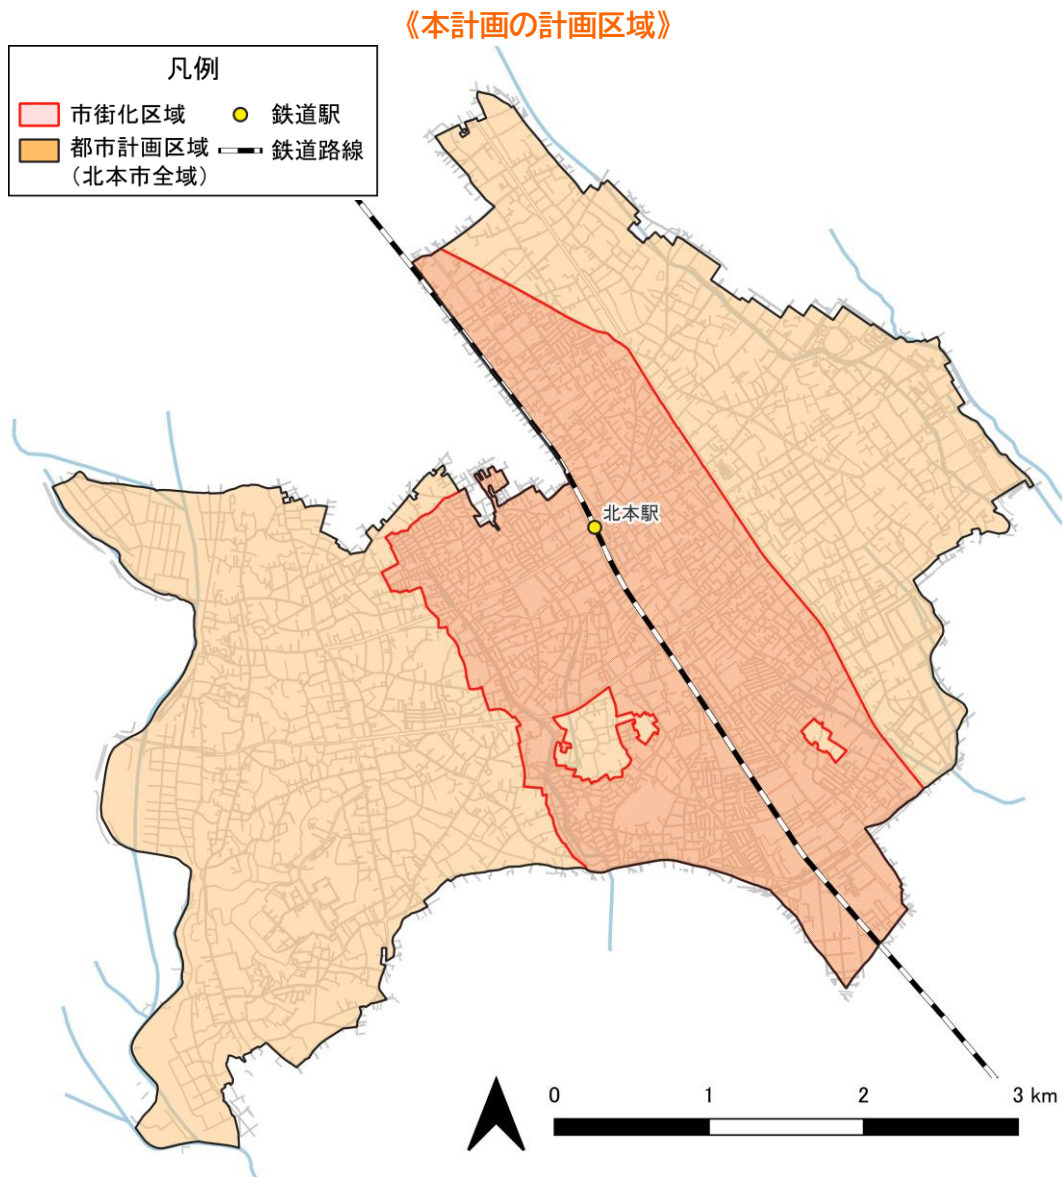 《本計画の計画区域》
凡例
市街化区域
鉄道駅
都市計画区域
(北本市全域)
鉄道路線
北本駅
0 1 2 3 km